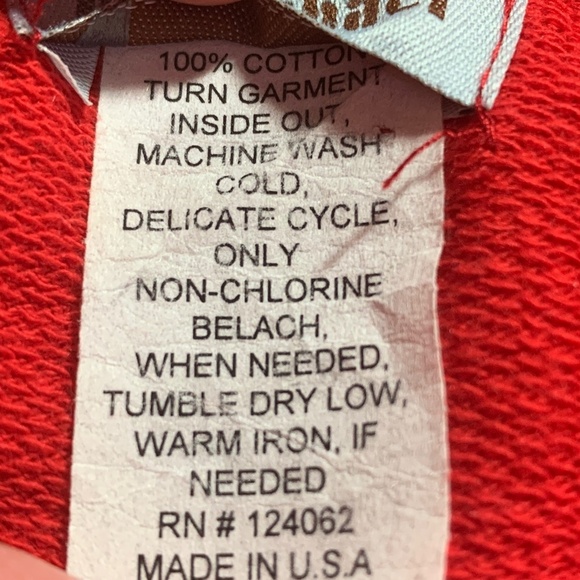 100% COTTON
TURN GARMENT
INSIDE OUT,
MACHINE WASH
COLD,
DELICATE CYCLE,
ONLY
NON-CHLORINE
BELACH,
WHEN NEEDED,
TUMBLE DRY LOW,
WARM IRON, IF
NEEDED
RN # 124062
MADE IN U.S.A